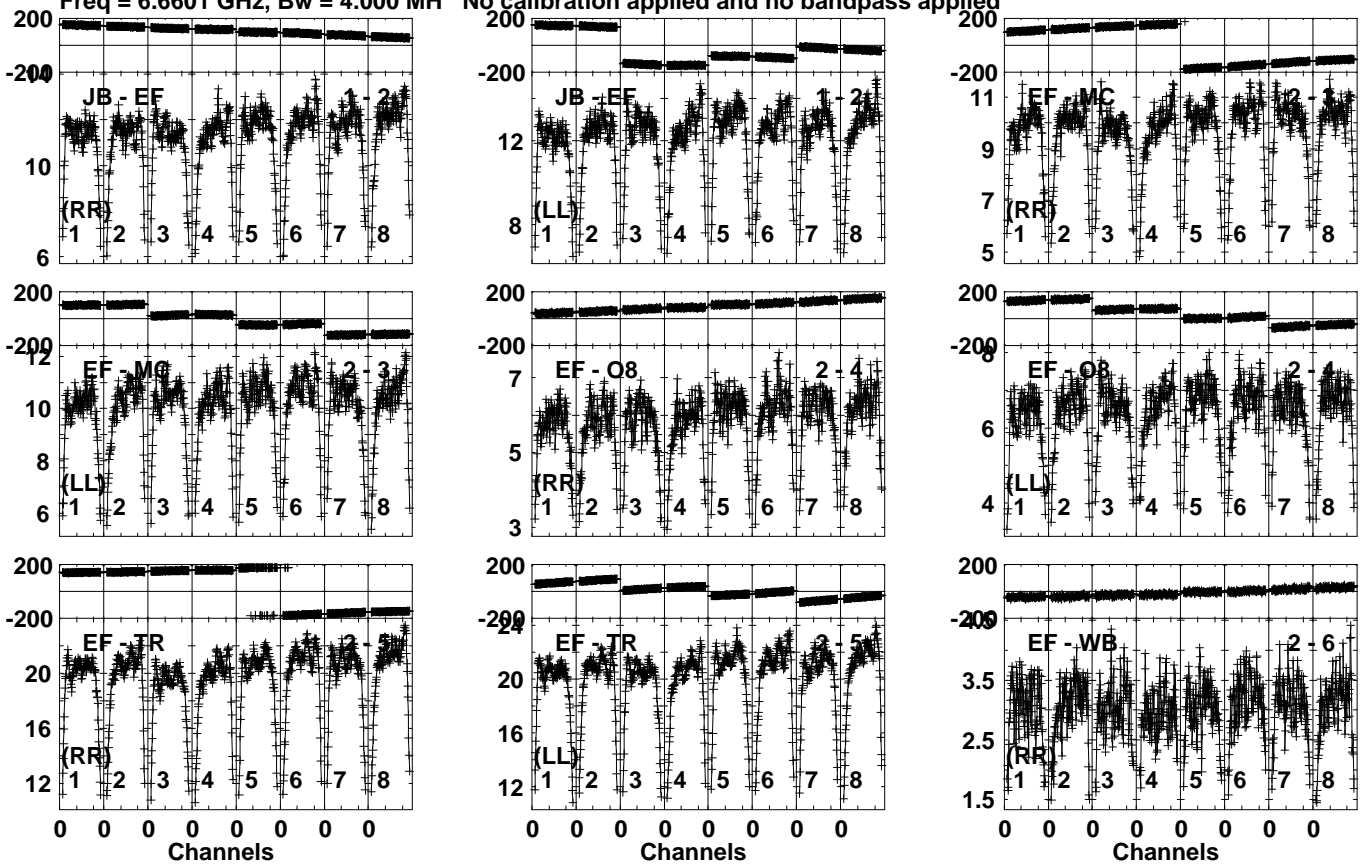 Freq = 6.6601 GHz, Bw = 4.000 MH No calibration applied and no bandpass applied
200 200 200
-200 -200 -200
14
JB - EF 1 - 2 JB - EF 1 - 2 EF - MC 2 - 3
11
12
9
10
7
8
(RR) (LL) (RR)
1 2 3 4 5 6 7 8 1 2 3 4 5 6 7 8 1 2 3 4 5 6 7 8
6 5
200 200 200
-200 -200 -200
12 8
EF - MC 2 - 3 EF - O8 2 - 4 EF - O8 2 - 4
7
10
6
5
8
(LL) (RR) (LL)
1 2 3 4 5 6 7 8 1 2 3 4 5 6 7 8 1 2 3 4 5 6 7 8
6 3 4
200 200 200
-200 -200 -200
24 4.5
EF - TR 2 - 5 EF - TR 2 - 5 EF - WB 2 - 6
20 20 3.5
16 16 2.5
(RR) (LL) (RR)
1 2 3 4 5 6 7 8 1 2 3 4 5 6 7 8 1 2 3 4 5 6 7 8
12 12 1.5
0 0 0 0 0 0 0 0 0 0 0 0 0 0 0 0 0 0 0 0 0 0 0 0
Channels Channels Channels